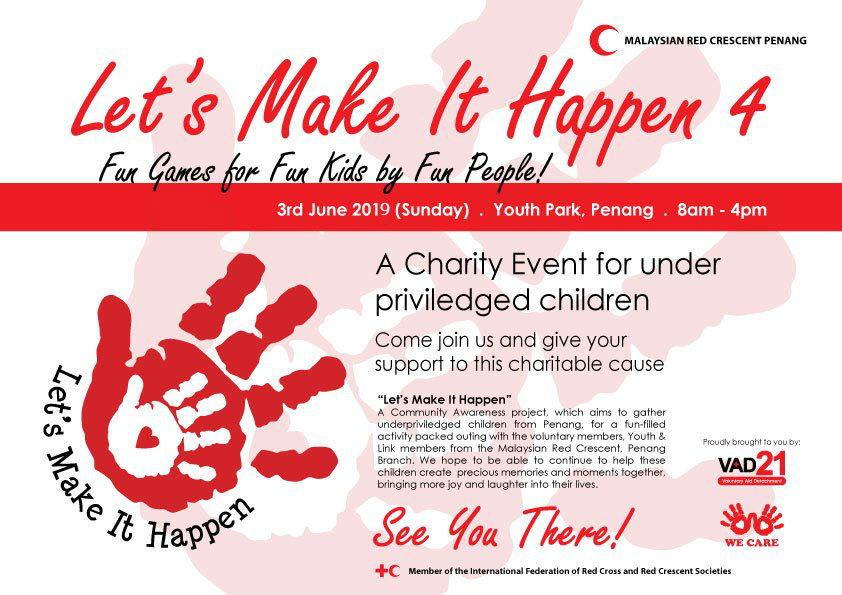 MALAYSIAN RED CRESCENT PENANG
Let's Make It Happen 4
Fun Games for Fun Kids by Fun People!
3rd June 2019 (Sunday) . Youth Park, Penang . 8am - 4pm
A Charity Event for under
priviledged children
Come join us and give your
support to this charitable cause
Let's Make It Happen
"Let's Make It Happen"
A Community Awareness project, which aims to gather
underpriviledged children from Penang, for a fun-filled
activity packed outing with the voluntary members, Youth &
Link members from the Malaysian Red Crescent, Penang
Branch. We hope to be able to continue to help these
children create precious memories and moments together,
bringing more joy and laughter into their lives.
Proudly brought to you by:
VAD21
Voluntary Aid Detachment
WE CARE
See You There!
Member of the International Federation of Red Cross and Red Crescent Societies